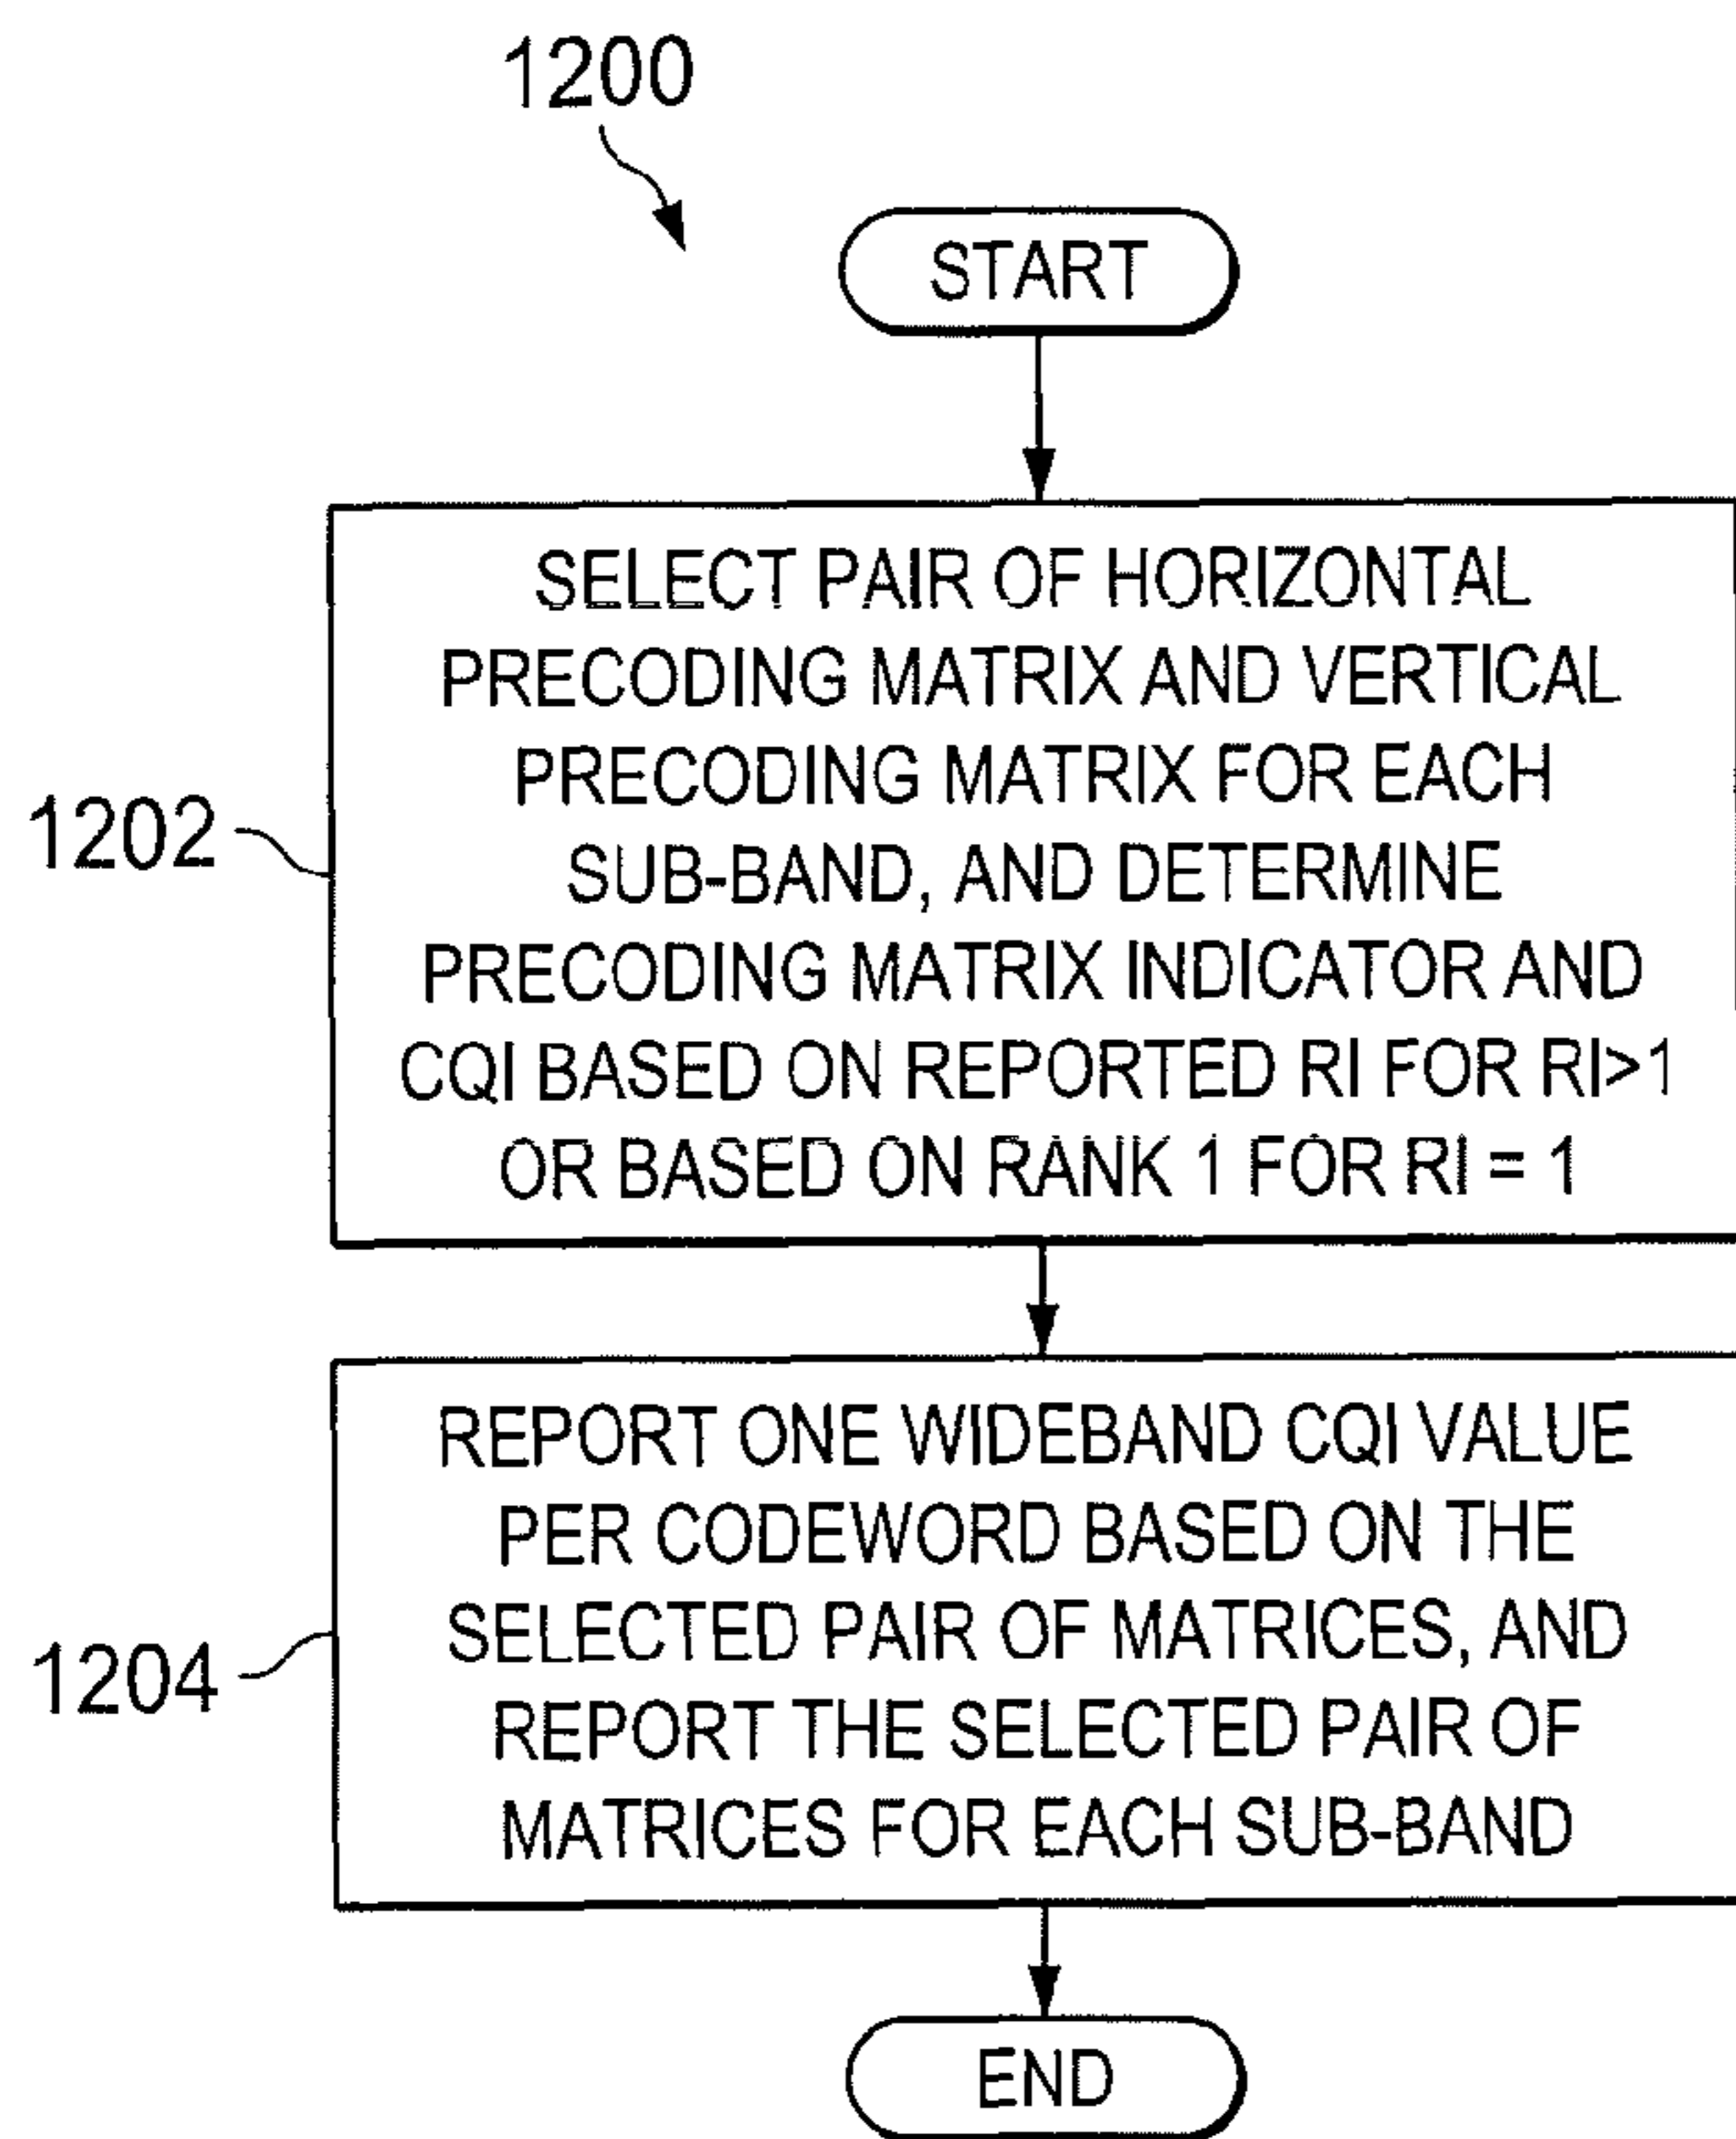 1200
START
SELECT PAIR OF HORIZONTAL
PRECODING MATRIX AND VERTICAL
PRECODING MATRIX FOR EACH
SUB-BAND, AND DETERMINE
PRECODING MATRIX INDICATOR AND
CQI BASED ON REPORTED RI FOR RI>1
OR BASED ON RANK 1 FOR RI = 1
1202
REPORT ONE WIDEBAND CQI VALUE
PER CODEWORD BASED ON THE
SELECTED PAIR OF MATRICES, AND
REPORT THE SELECTED PAIR OF
MATRICES FOR EACH SUB-BAND
1204
END